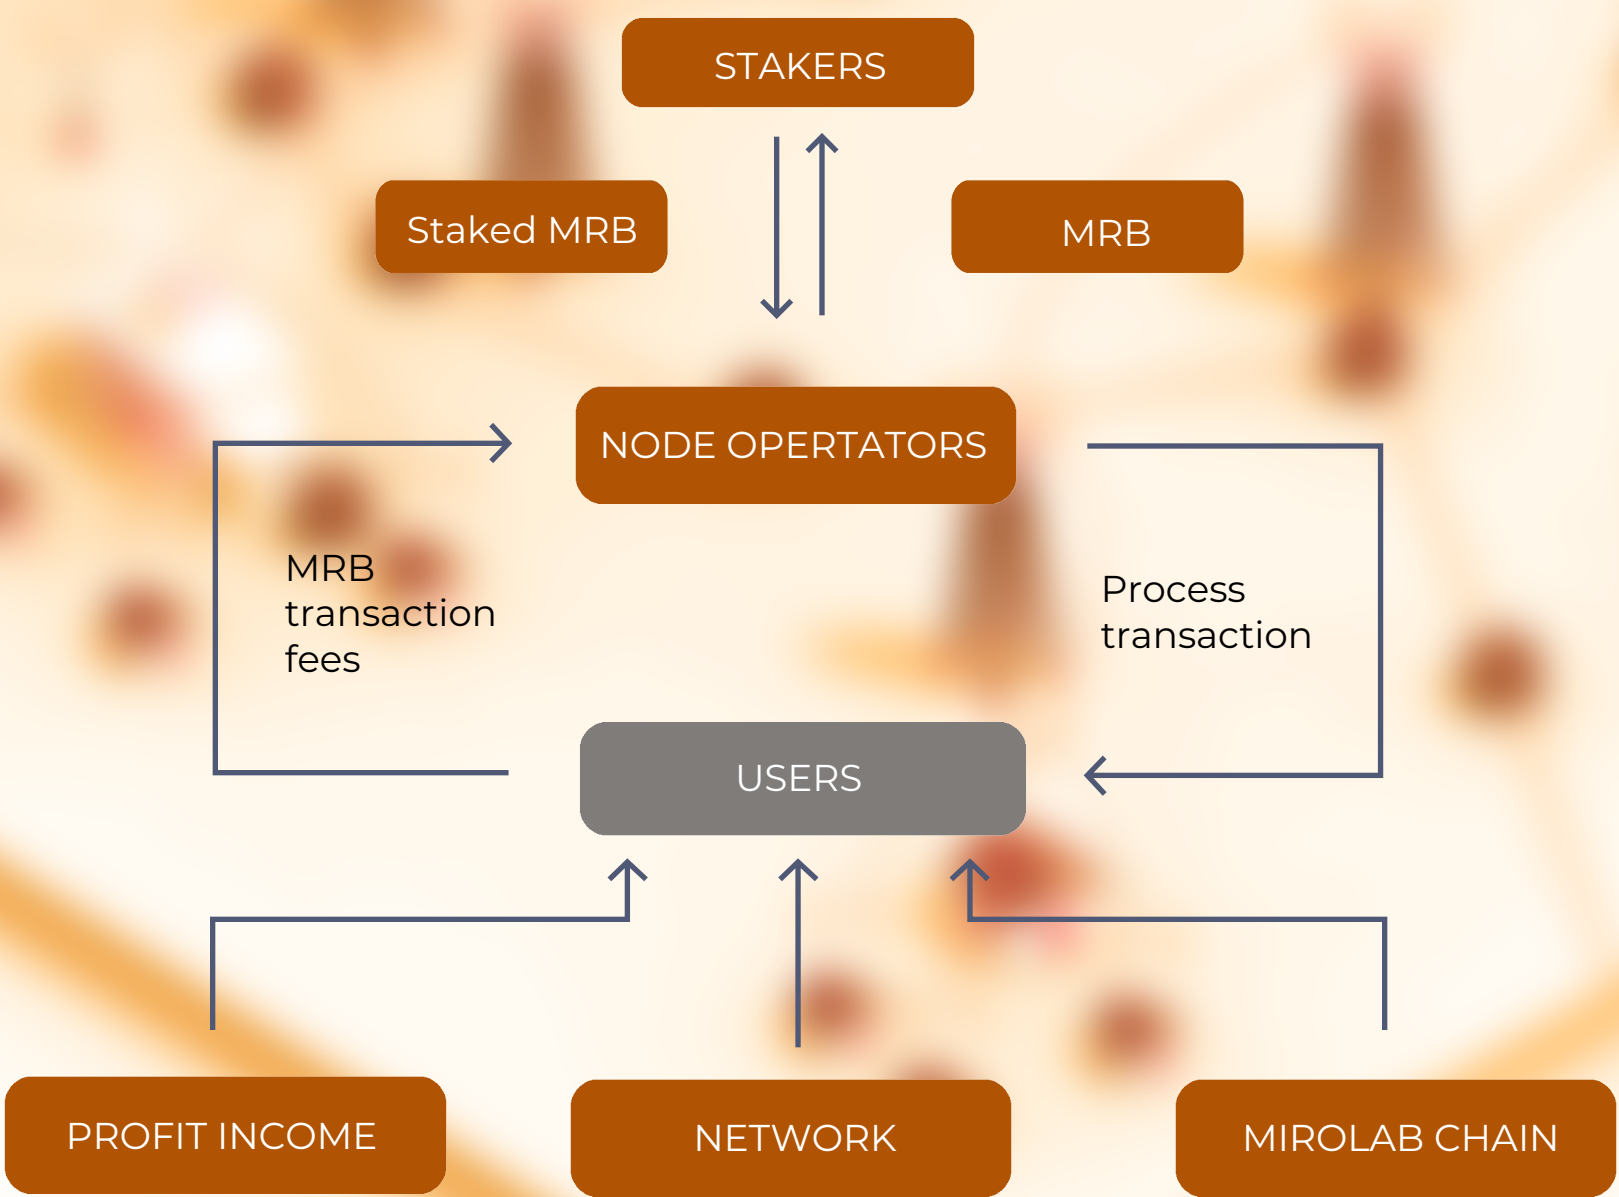 STAKERS
Staked MRB
MRB
NODE OPERTATORS
MRB
transaction
fees
Process
transaction
USERS
PROFIT INCOME
NETWORK
MIROLAB CHAIN